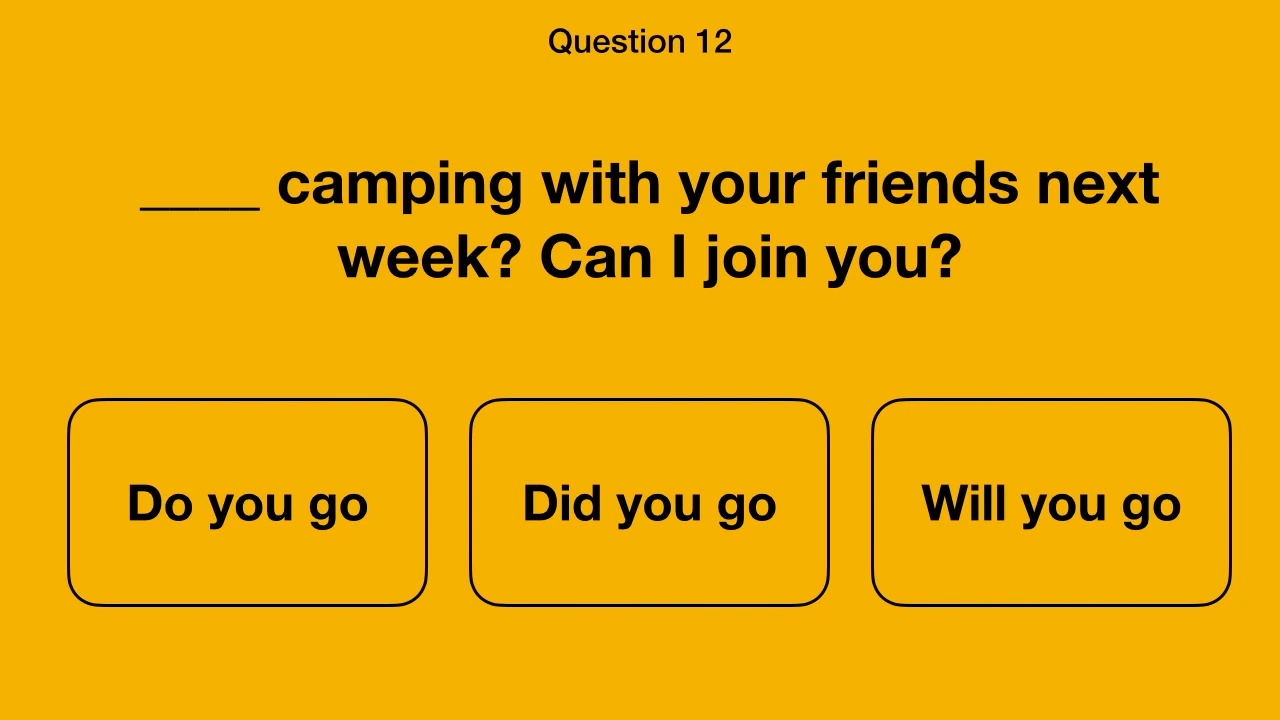 Question 12
____ camping with your friends next
week? Can I join you?
Do you go
Did you go
Will you go